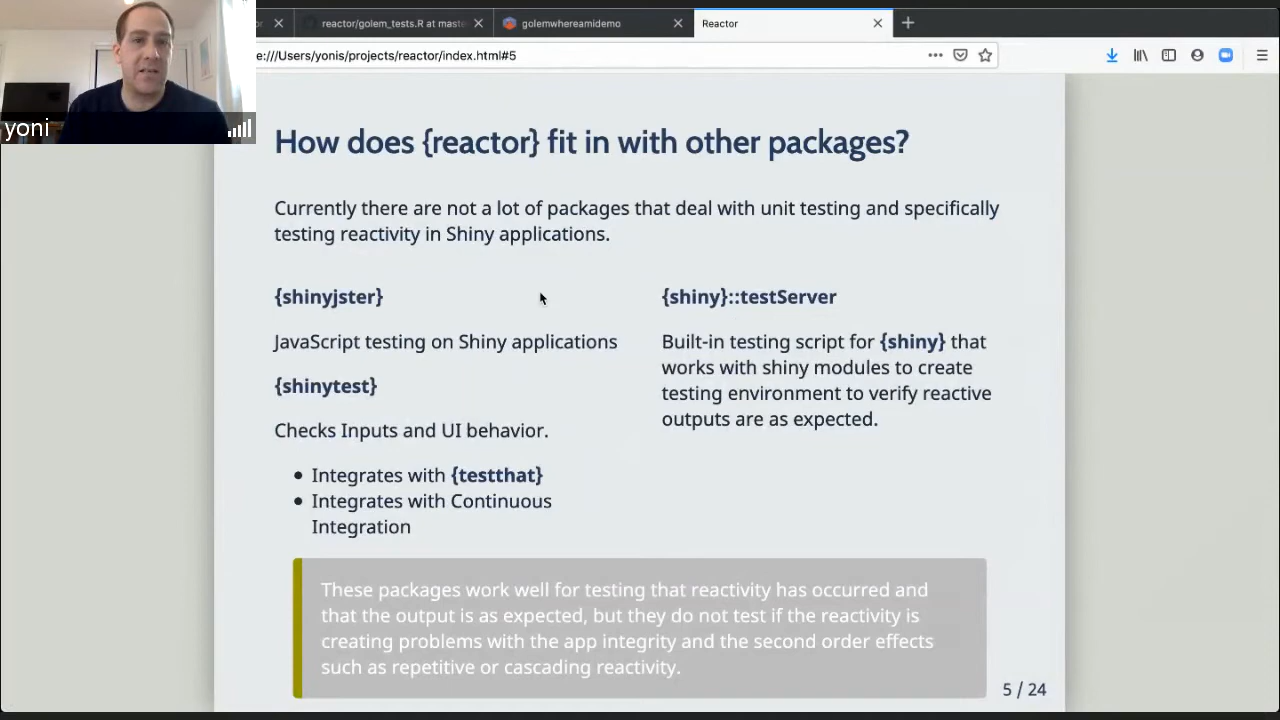 or
reactor/golem_tests.R at maste
golemwhereamidemo
Reactor
e:///Users/yonis/projects/reactor/index.html#5
yoni
How does {reactor} fit in with other packages?
Currently there are not a lot of packages that deal with unit testing and specifically
testing reactivity in Shiny applications.
{shinyjster}
JavaScript testing on Shiny applications
{shinytest}
Checks Inputs and UI behavior.
• Integrates with {testthat}
• Integrates with Continuous
Integration
{shiny}::testServer
Built-in testing script for {shiny} that
works with shiny modules to create
testing environment to verify reactive
outputs are as expected.
These packages work well for testing that reactivity has occurred and
that the output is as expected, but they do not test if the reactivity is
creating problems with the app integrity and the second order effects
such as repetitive or cascading reactivity.
5 / 24